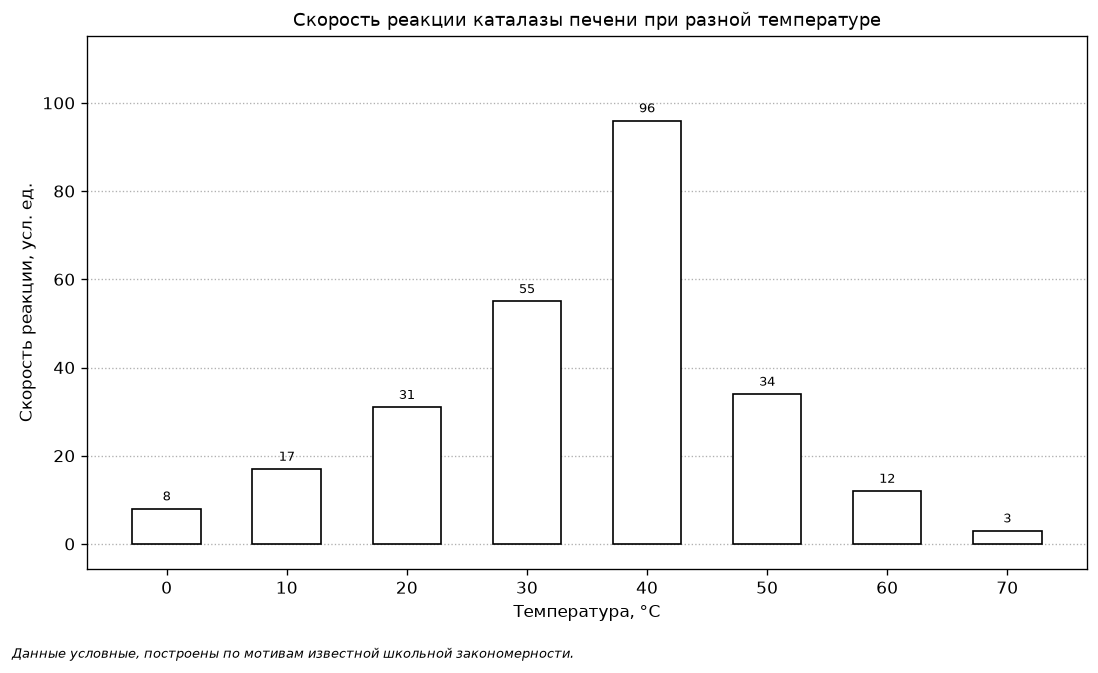 Скорость реакции каталазы печени при разной температуре
Скорость реакции, усл. ед.
100
80
60
40
20
0
8
17
31
55
96
34
12
3
0 10 20 30 40 50 60 70
Температура, °C
Данные условные, построены по мотивам известной школьной закономерности.